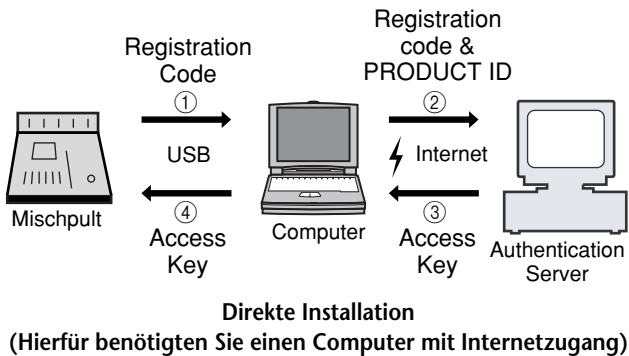 Registration
Code
①
USB
④
Access
Key
Mischpult
Computer
Registration
code &
PRODUCT ID
②
Internet
③
Access
Key
Authentication
Server
Direkte Installation
(Hierfür benötigten Sie einen Computer mit Internetzugang)